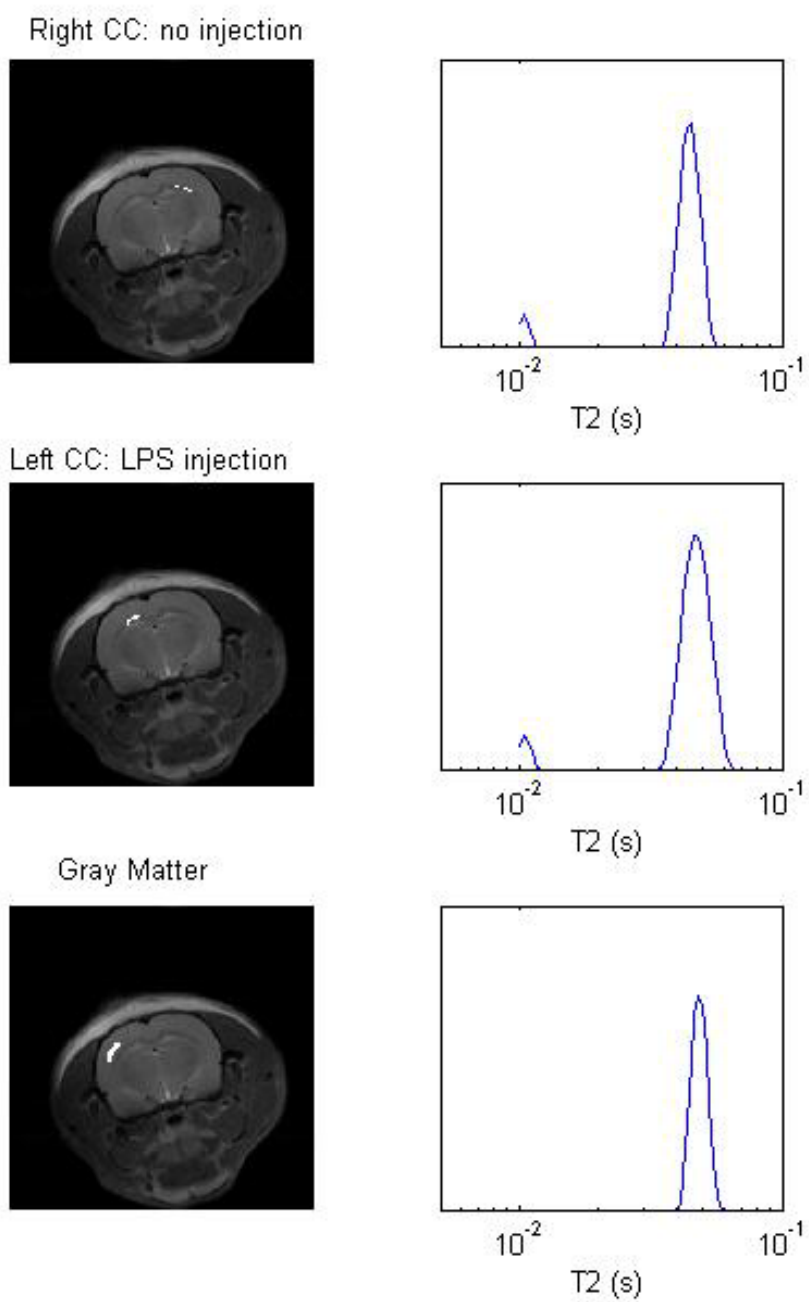 Right CC: no injection
10⁻² 10⁻¹
T2 (s)
Left CC: LPS injection
10⁻² 10⁻¹
T2 (s)
Gray Matter
10⁻² 10⁻¹
T2 (s)